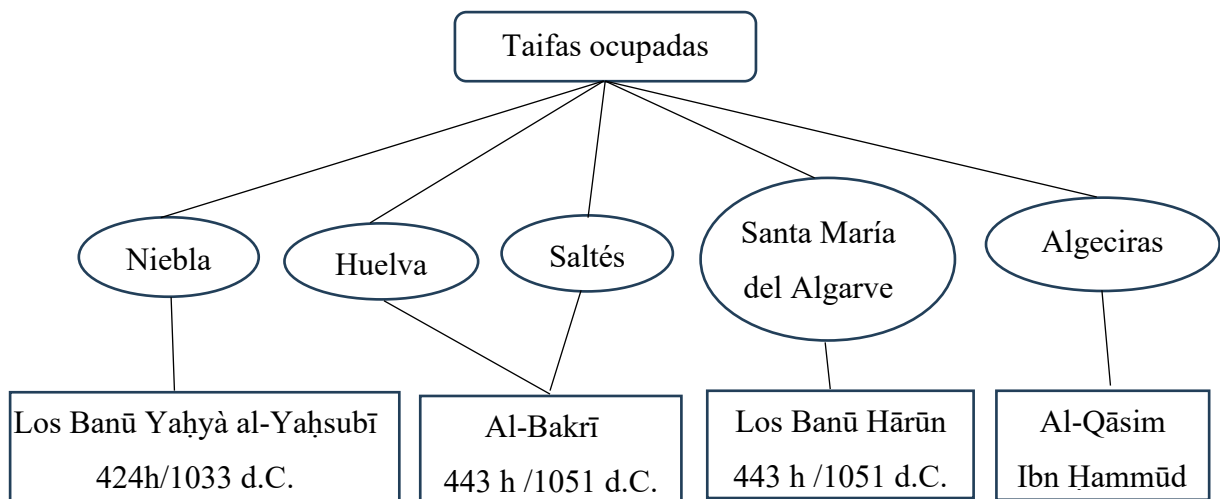 Taifas ocupadas
Niebla
Huelva
Saltés
Santa María
del Algarve
Algeciras
Los Banū Yaḥyà al-Yaḥsubī
424h/1033 d.C.
Al-Bakrī
443 h /1051 d.C.
Los Banū Hārūn
443 h /1051 d.C.
Al-Qāsim
Ibn Ḥammūd